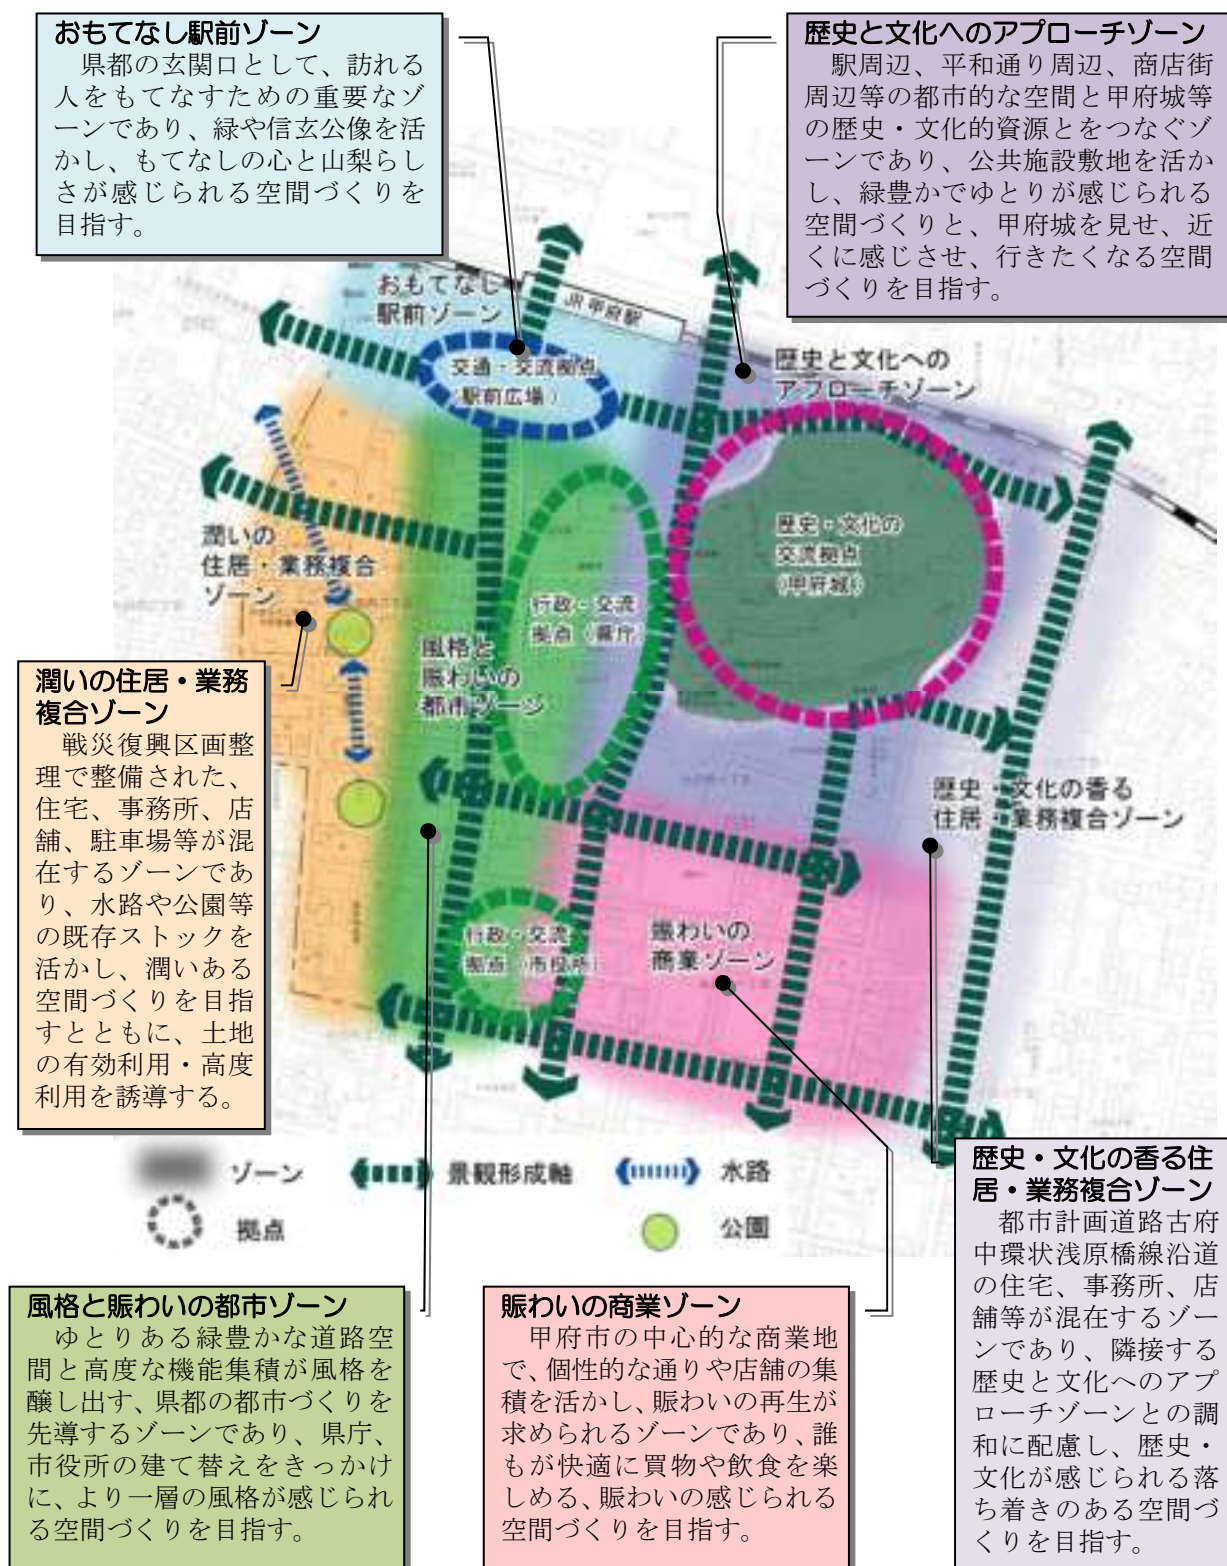 おもてなし駅前ゾーン
県都の玄関口として、訪れる
人をもてなすための重要なゾ
ーンであり、緑や信玄公像を活
かし、もてなしの心と山梨らし
さが感じられる空間づくりを
目指す。
歴史と文化へのアプローチゾーン
駅周辺、平和通り周辺、商店街
周辺等の都市的な空間と甲府城等
の歴史・文化的資源とをつなぐゾ
ーンであり、公共施設敷地を活か
し、緑豊かでゆとりが感じられる
空間づくりと、甲府城を見せ、近
くに感じさせ、行きたくなる空間
づくりを目指す。
おもてなし
駅前ゾーン
JR甲府駅
交通・交流拠点
(駅前広場)
歴史と文化への
アプローチゾーン
歴史・文化の
交流拠点
(甲府城)
潤いの
住居・業務複合
ゾーン
行政・交流
拠点(県庁)
風格と
賑わいの
都市ゾーン
歴史・文化の香る
住居・業務複合ゾーン
行政・交流
拠点(市役所)
賑わいの
商業ゾーン
潤いの住居・業務
複合ゾーン
戦災復興区画整
理で整備された、
住宅、事務所、店
舗、駐車場等が混
在するゾーンであ
り、水路や公園等
の既存ストックを
活かし、潤いある
空間づくりを目指
すとともに、土地
の有効利用・高度
利用を誘導する。
ゾーン
景観形成軸
水路
拠点
公園
歴史・文化の香る住
居・業務複合ゾーン
都市計画道路古府
中環状浅原橋線沿道
の住宅、事務所、店
舗等が混在するゾー
ンであり、隣接する
歴史と文化へのアプ
ローチゾーンとの調
和に配慮し、歴史・
文化が感じられる落
ち着きのある空間づ
くりを目指す。
風格と賑わいの都市ゾーン
ゆとりある緑豊かな道路空
間と高度な機能集積が風格を
醸し出す、県都の都市づくりを
先導するゾーンであり、県庁、
市役所の建て替えをきっかけ
に、より一層の風格が感じられ
る空間づくりを目指す。
賑わいの商業ゾーン
甲府市の中心的な商業地
で、個性的な通りや店舗の集
積を活かし、賑わいの再生が
求められるゾーンであり、誰
もが快適に買物や飲食を楽
しめる、賑わいの感じられる
空間づくりを目指す。